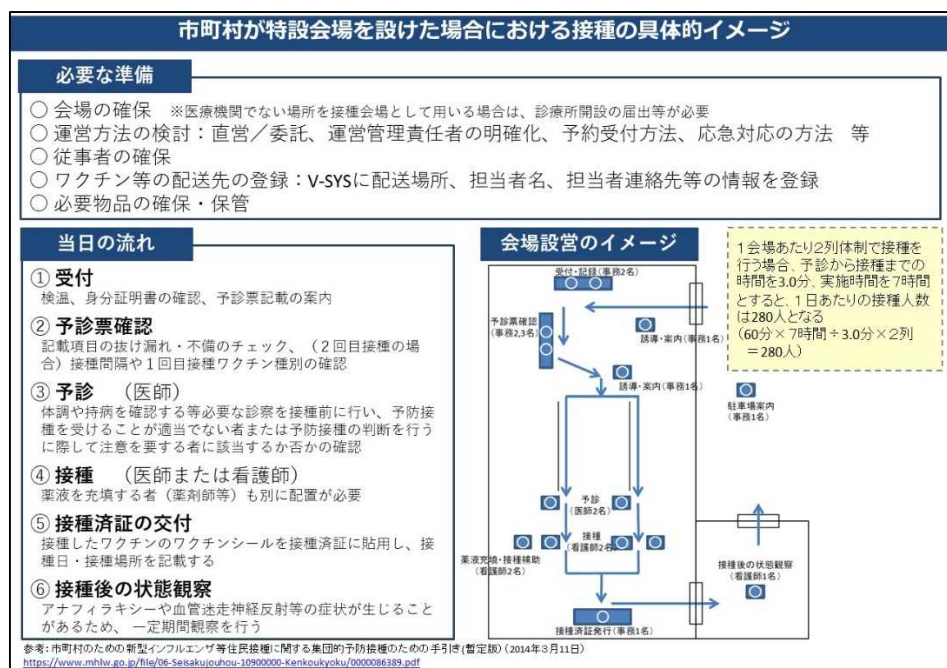 市町村が特設会場を設けた場合における接種の具体的イメージ
必要な準備
○ 会場の確保　※医療機関でない場所を接種会場として用いる場合は、診療所開設の届出等が必要
○ 運営方法の検討：直営／委託、運営管理責任者の明確化、予約受付方法、応急対応の方法　等
○ 従事者の確保
○ ワクチン等の配送先の登録：V-SYSに配送場所、担当者名、担当者連絡先等の情報を登録
○ 必要物品の確保・保管
当日の流れ
① 受付
検温、身分証明書の確認、予診票記載の案内
② 予診票確認
記載項目の抜け漏れ・不備のチェック、（２回目接種の場
合）接種間隔や１回目接種ワクチン種別の確認
③ 予診（医師）
体調や持病を確認する等必要な診察を接種前に行い、予防接
種を受けることが適当でない者または予防接種の判断を行う
に際して注意を要する者に該当するか否かの確認
④ 接種　（医師または看護師）
薬液を充填する者（薬剤師等）も別に配置が必要
⑤ 接種済証の交付
接種したワクチンのワクチンシールを接種済証に貼用し、接
種日・接種場所を記載する
⑥ 接種後の状態観察
アナフィラキシーや血管迷走神経反射等の症状が生じること
があるため、一定期間観察を行う
会場設営のイメージ
受付・記録（事務2名）
予診票確認
（事務2,3名）
誘導・案内（事務1名）
誘導・案内（事務1名）
駐車場案内
（事務1名）
予診
（医師2名）
接種
（看護師2名）
薬液充填・接種補助
（看護師2名）
接種後の状態観察
（看護師1名）
接種済証発行（事務1名）
１会場あたり２列体制で接種を
行う場合、予診から接種までの
時間を3.0分、実施時間を７時間
とすると、１日あたりの接種人数
は280人となる
（60分×７時間÷3.0分×２列
＝280人）
参考：市町村のための新型インフルエンザ等住民接種に関する集団的予防接種のための手引き（暫定版）（2014年３月11日）
https://www.mhlw.go.jp/file/06-Seisakujouhou-10900000-Kenkoukyoku/0000086389.pdf